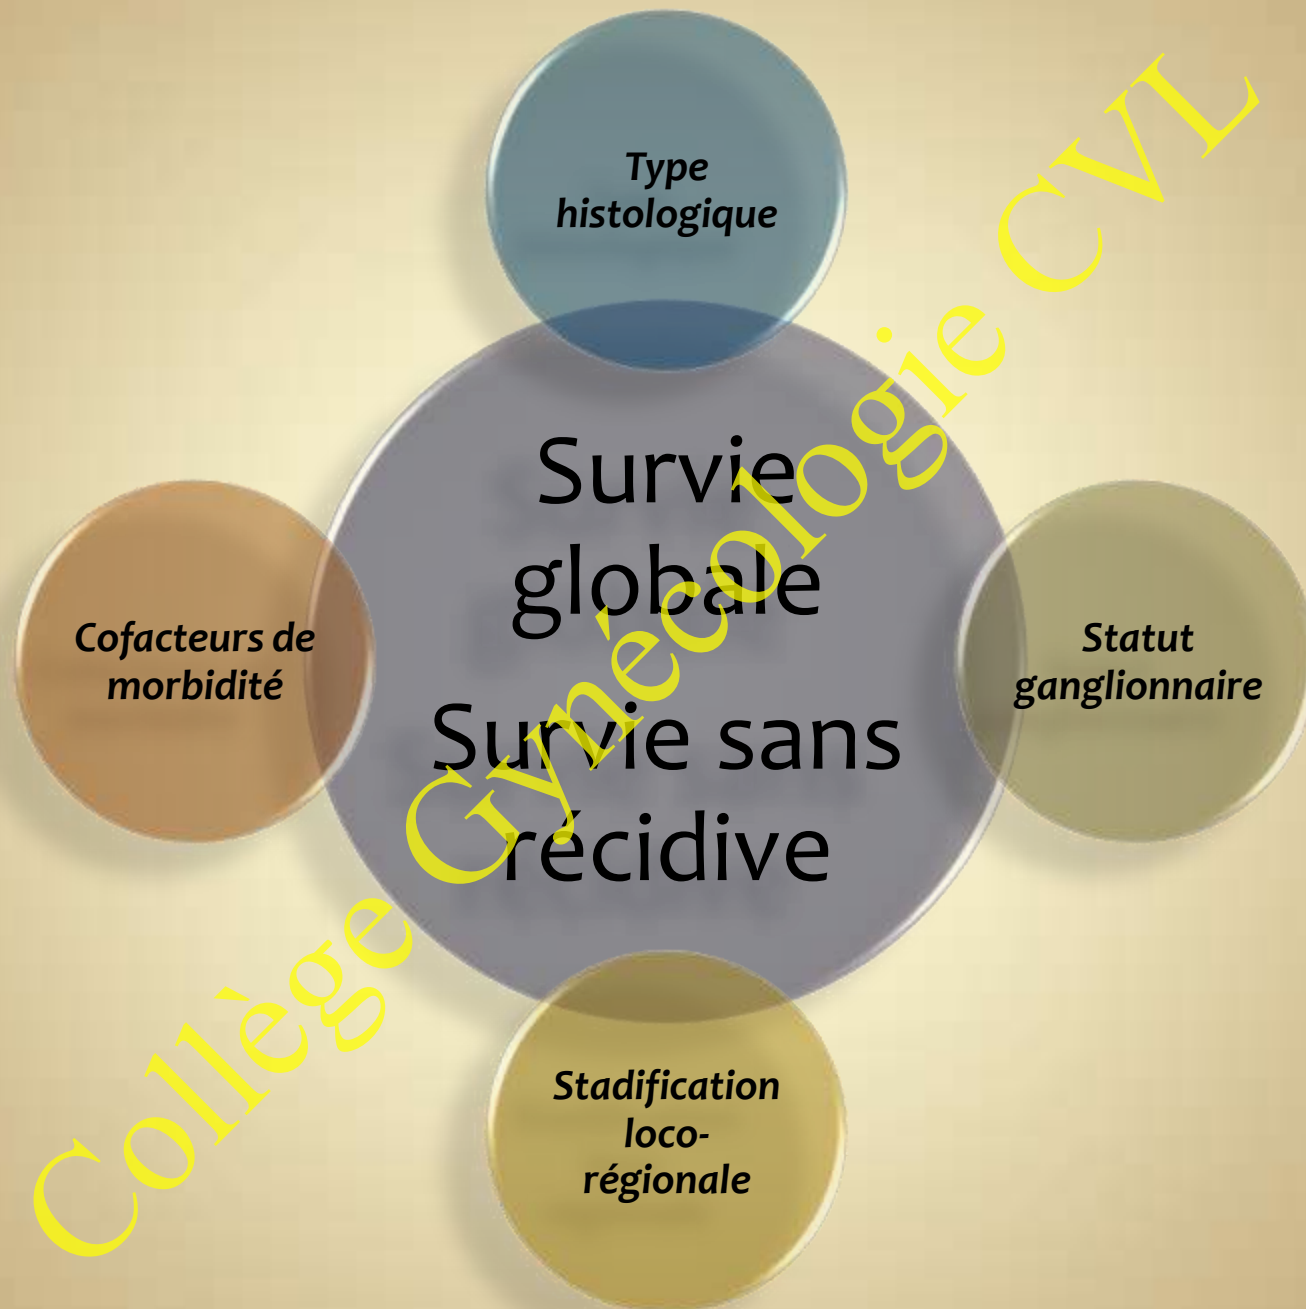 Type
histologique
Survie
globale
Survie sans
récidive
Cofacteurs de
morbidité
Statut
ganglionnaire
Stadification
loco-
régionale
Collège Gynécologie CVL